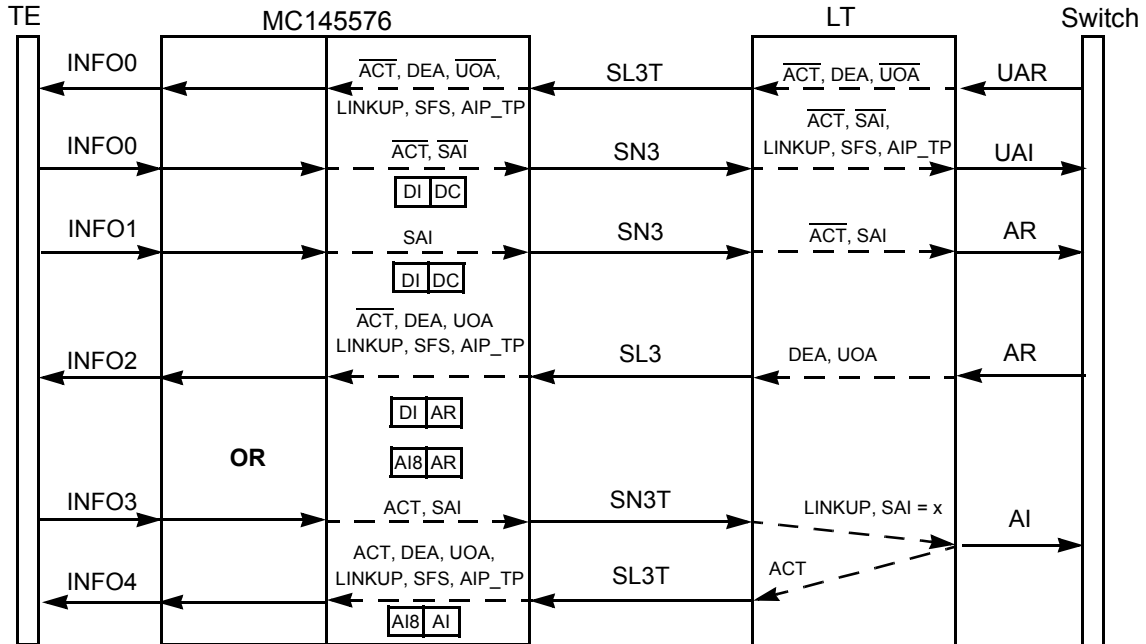 TE MC145576 LT Switch
INFO0 ACT, DEA, UOA, SL3T ACT, DEA, UOA UAR
LINKUP, SFS, AIP_TP
ACT, SAI,
INFO0 ACT, SAI SN3 LINKUP, SFS, AIP_TP UAI
DI DC
INFO1 SAI SN3 ACT, SAI AR
DI DC
ACT, DEA, UOA
INFO2 LINKUP, SFS, AIP_TP SL3 DEA, UOA AR
DI AR
OR AI8 AR
INFO3 ACT, SAI SN3T LINKUP, SAI = x AI
ACT, DEA, UOA,
INFO4 LINKUP, SFS, AIP_TP SL3T ACT
AI8 AI